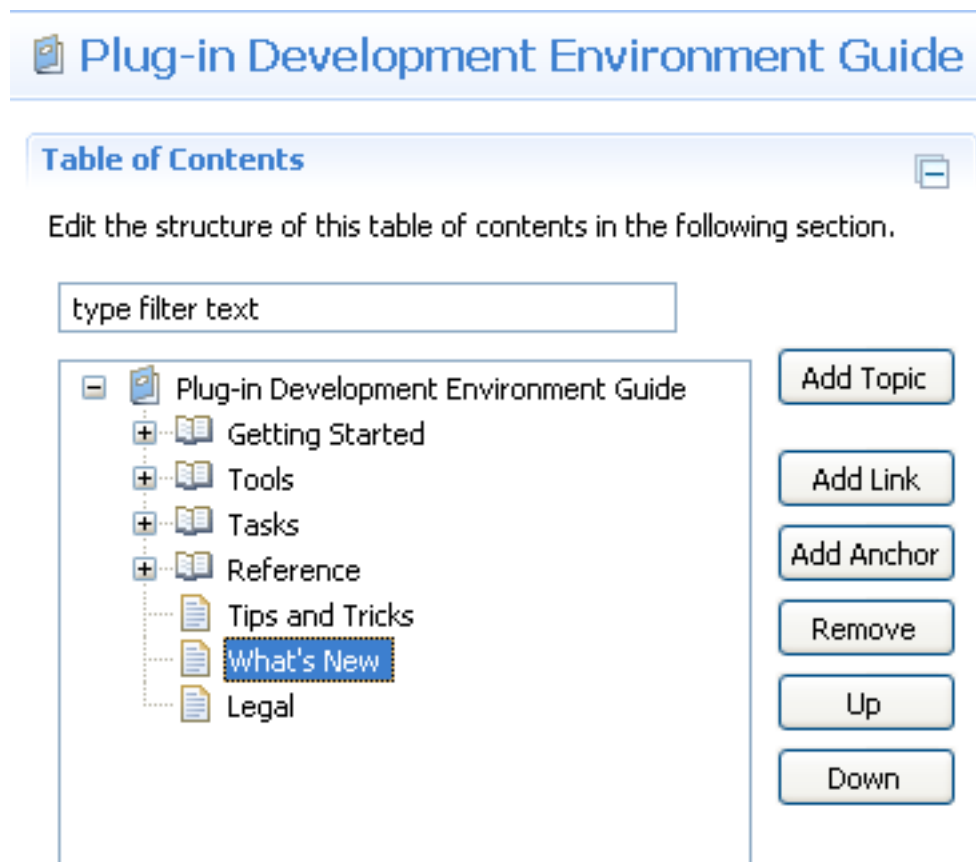 Plug-in Development Environment Guide
Table of Contents
Edit the structure of this table of contents in the following section.
type filter text
Plug-in Development Environment Guide
Getting Started
Tools
Tasks
Reference
Tips and Tricks
What's New
Legal
Add Topic
Add Link
Add Anchor
Remove
Up
Down